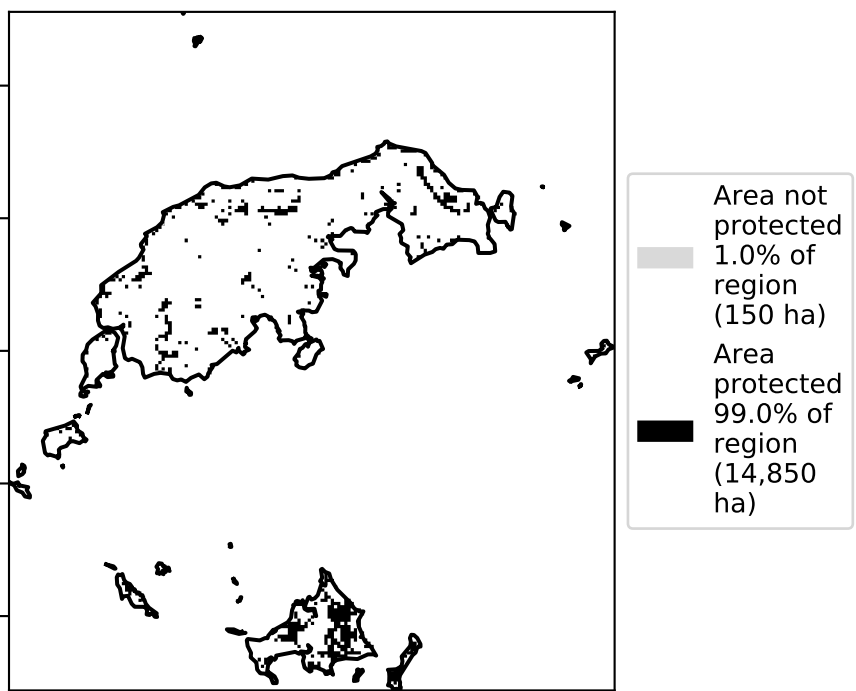 Area not
protected
1.0% of
region
(150 ha)
Area
protected
99.0% of
region
(14,850
ha)